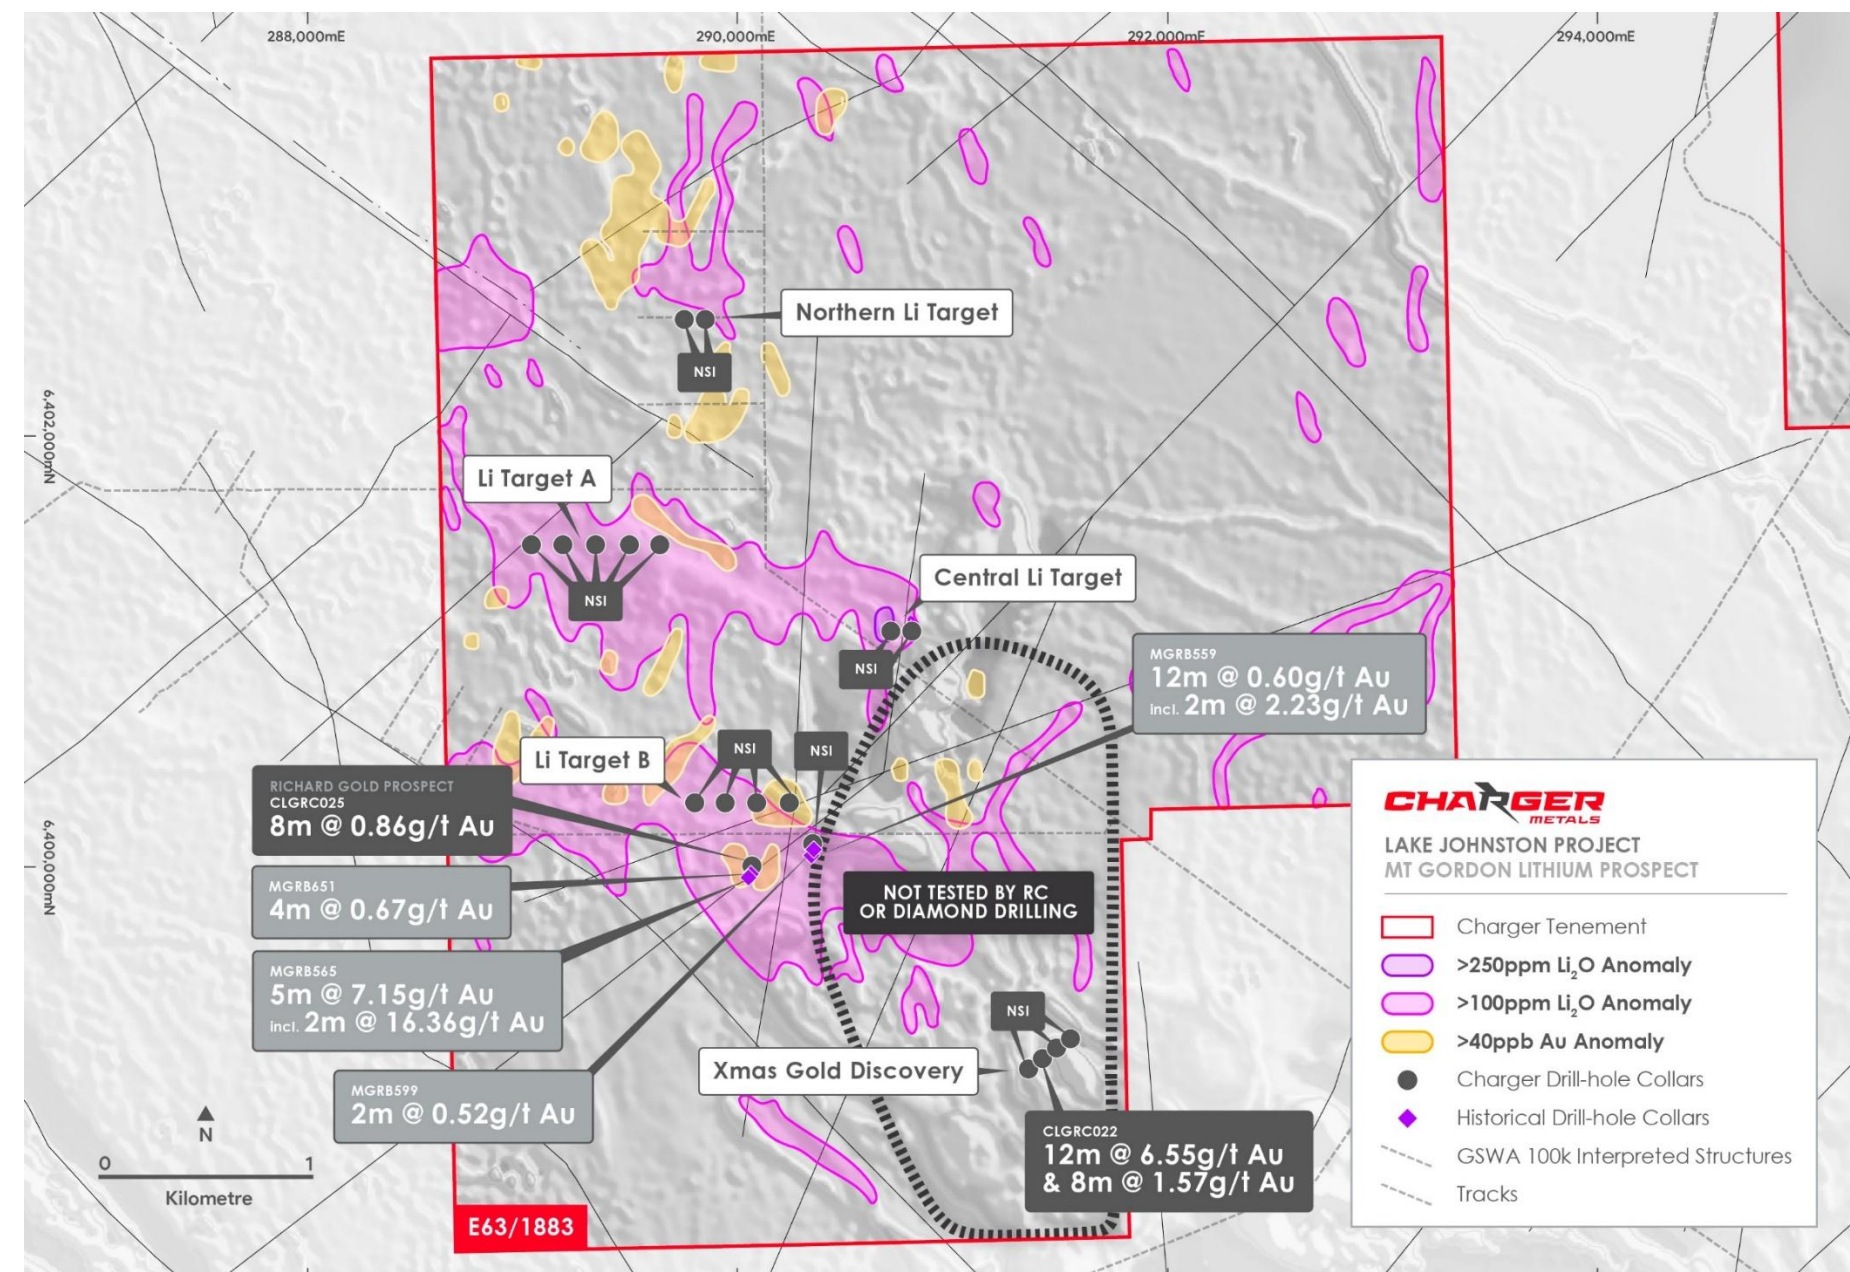 288,000mE
290,000mE
292,000mE
294,000mE
6,402,000mN
6,400,000mN
Northern Li Target
NSI
Li Target A
NSI
Central Li Target
NSI
MGRB559
12m @ 0.60g/t Au
incl. 2m @ 2.23g/t Au
Li Target B
NSI
NSI
RICHARD GOLD PROSPECT
CLGRC025
8m @ 0.86g/t Au
MGRB651
4m @ 0.67g/t Au
MGRB565
5m @ 7.15g/t Au
incl. 2m @ 16.36g/t Au
MGRB599
2m @ 0.52g/t Au
NOT TESTED BY RC
OR DIAMOND DRILLING
NSI
Xmas Gold Discovery
CLGRC022
12m @ 6.55g/t Au
& 8m @ 1.57g/t Au
N
0 1
Kilometre
E63/1883
CHARGER
METALS
LAKE JOHNSTON PROJECT
MT GORDON LITHIUM PROSPECT
Charger Tenement
>250ppm Li₂O Anomaly
>100ppm Li₂O Anomaly
>40ppb Au Anomaly
Charger Drill-hole Collars
Historical Drill-hole Collars
GSWA 100k Interpreted Structures
Tracks